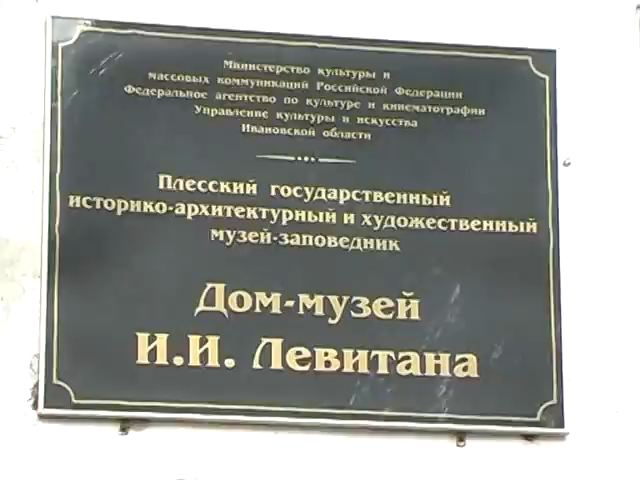 Министерство культуры и
массовых коммуникаций Российской Федерации
Федеральное агентство по культуре и кинематографии
Управление культуры и искусства
Ивановской области
Плесский государственный
историко-архитектурный и художественный
музей-заповедник
Дом-музей
И.И. Левитана